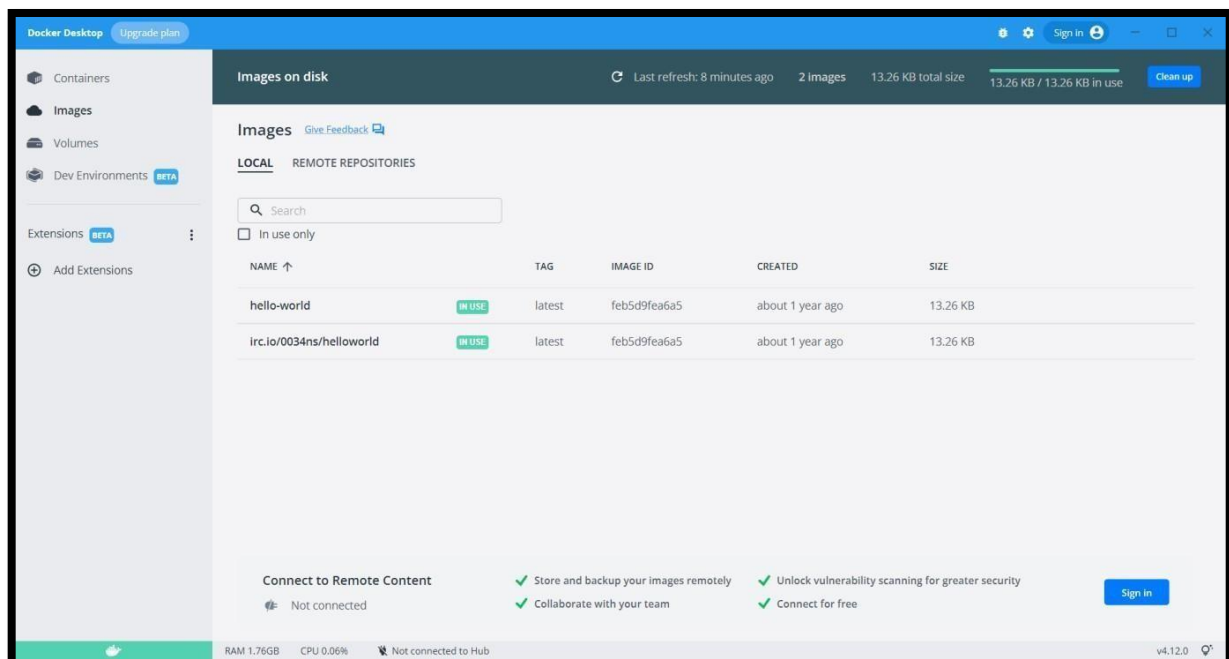 Docker Desktop Upgrade plan Sign in
Containers
Images
Volumes
Dev Environments BETA
Extensions BETA
Add Extensions
Images on disk Last refresh: 8 minutes ago 2 images 13.26 KB total size 13.26 KB / 13.26 KB in use Clean up
Images Give Feedback
LOCAL REMOTE REPOSITORIES
Search
In use only
NAME TAG IMAGE ID CREATED SIZE
hello-world IN USE latest feb5d9fea6a5 about 1 year ago 13.26 KB
irc.io/0034ns/helloworld IN USE latest feb5d9fea6a5 about 1 year ago 13.26 KB
Connect to Remote Content
Not connected
Store and backup your images remotely
Collaborate with your team
Unlock vulnerability scanning for greater security
Connect for free
Sign in
RAM 1.76GB CPU 0.06% Not connected to Hub v4.12.0